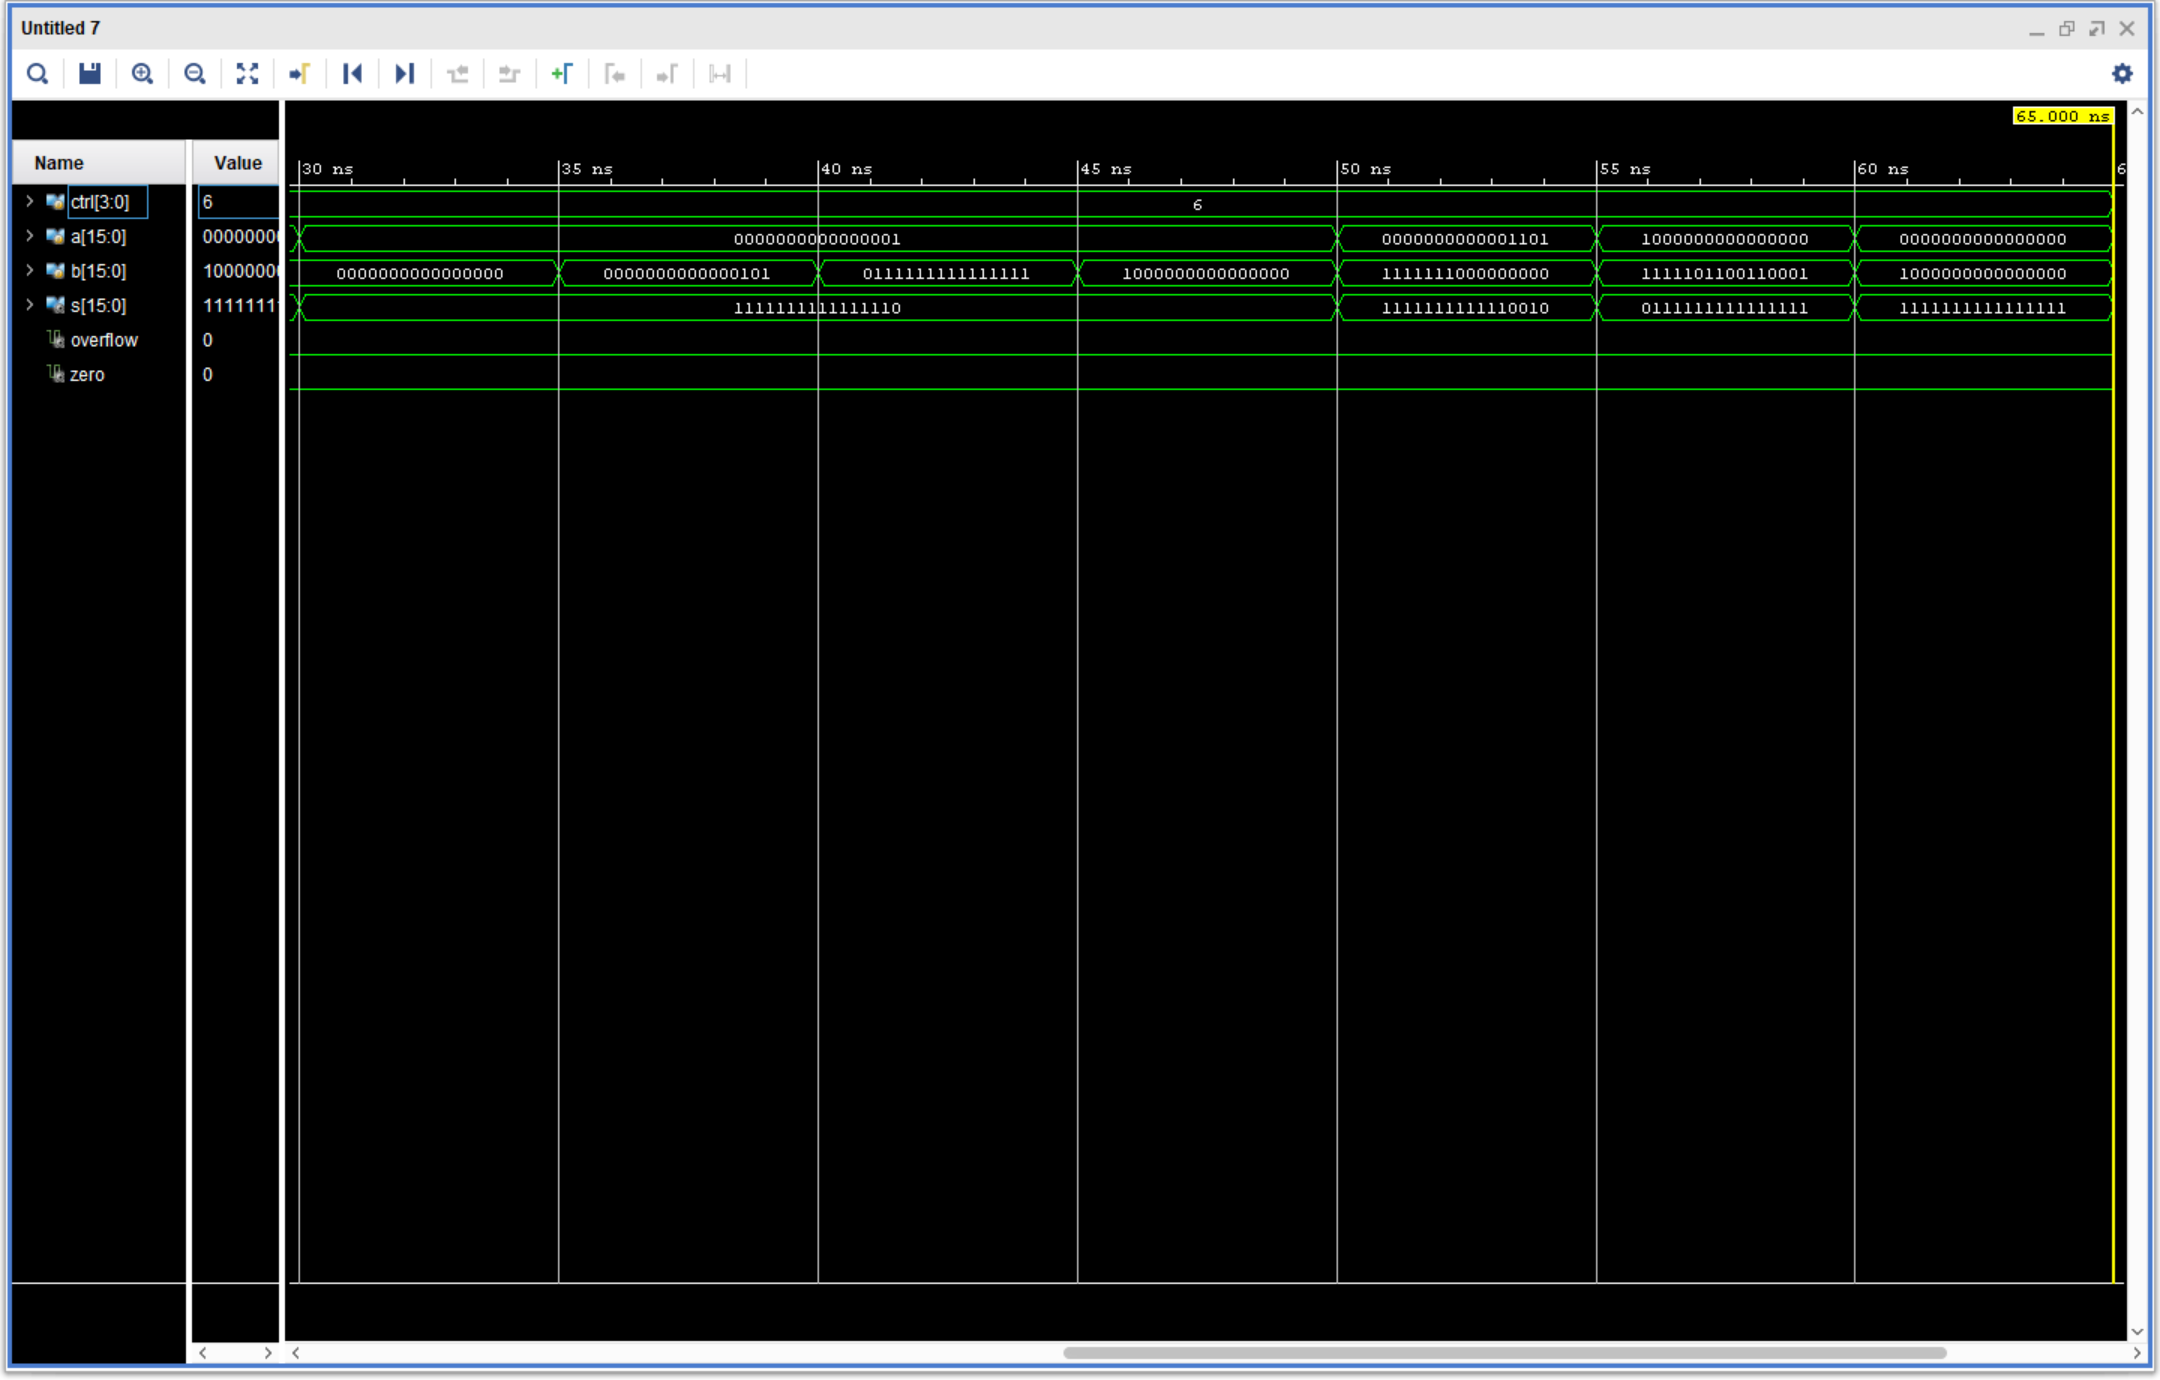 Untitled 7
65.000 ns
Name Value
30 ns 35 ns 40 ns 45 ns 50 ns 55 ns 60 ns 6
ctrl[3:0] 6 6
a[15:0] 00000000 0000000000000001 0000000000001101 1000000000000000 0000000000000000
b[15:0] 10000000 0000000000000000 0000000000000101 0111111111111111 1000000000000000 1111111000000000 1111101100110001 1000000000000000
s[15:0] 11111111 1111111111111110 1111111111110010 0111111111111111 1111111111111111
overflow 0
zero 0